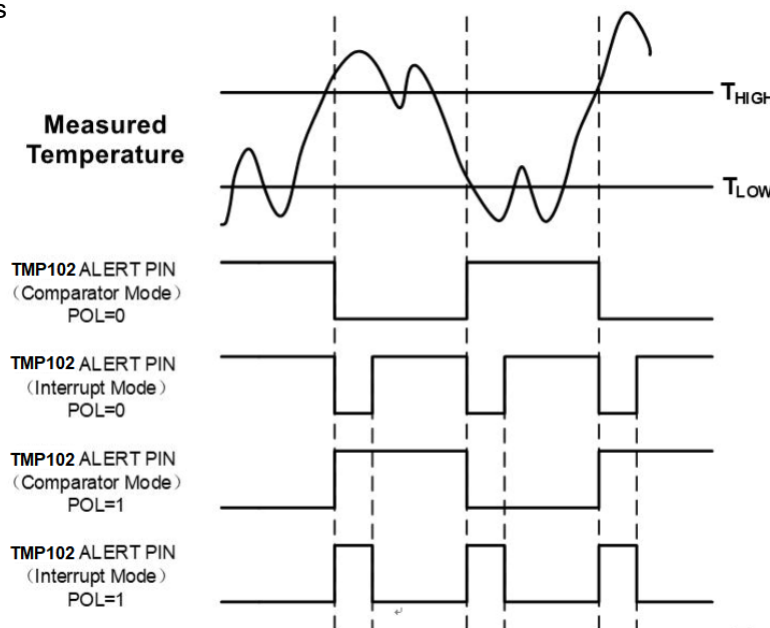 s
Measured
Temperature
THIGH
TLOW
TMP102 ALERT PIN
（Comparator Mode）
POL=0
TMP102 ALERT PIN
（Interrupt Mode）
POL=0
TMP102 ALERT PIN
（Comparator Mode）
POL=1
TMP102 ALERT PIN
（Interrupt Mode）
POL=1